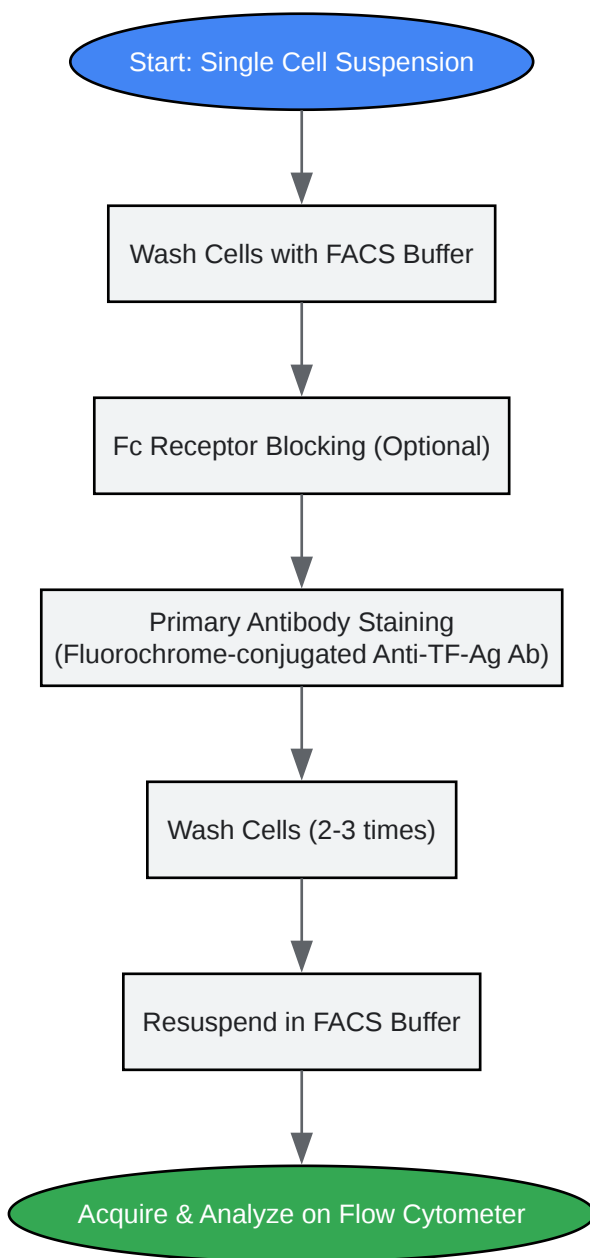 Start: Single Cell Suspension
Wash Cells with FACS Buffer
Fc Receptor Blocking (Optional)
Primary Antibody Staining
(Fluorochrome-conjugated Anti-TF-Ag Ab)
Wash Cells (2-3 times)
Resuspend in FACS Buffer
Acquire & Analyze on Flow Cytometer